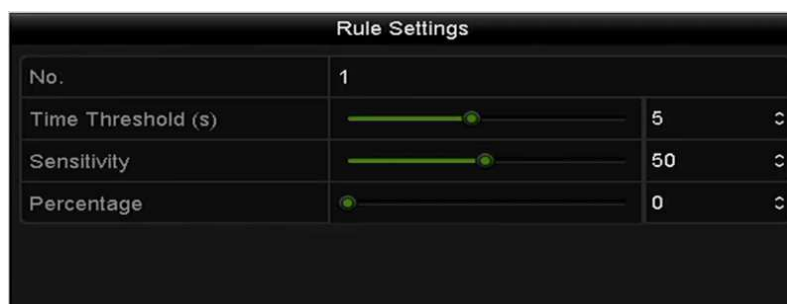 Rule Settings
No. 1
Time Threshold (s) 5
Sensitivity 50
Percentage 0